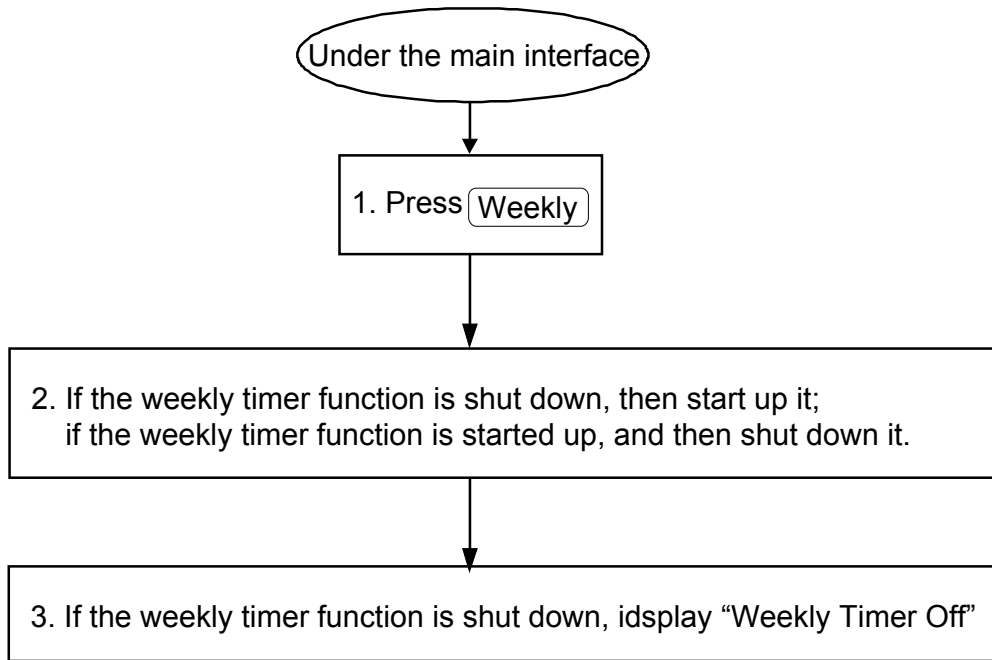 Under the main interface
1. Press Weekly
2. If the weekly timer function is shut down, then start up it;
if the weekly timer function is started up, and then shut down it.
3. If the weekly timer function is shut down, idsplay “Weekly Timer Off”